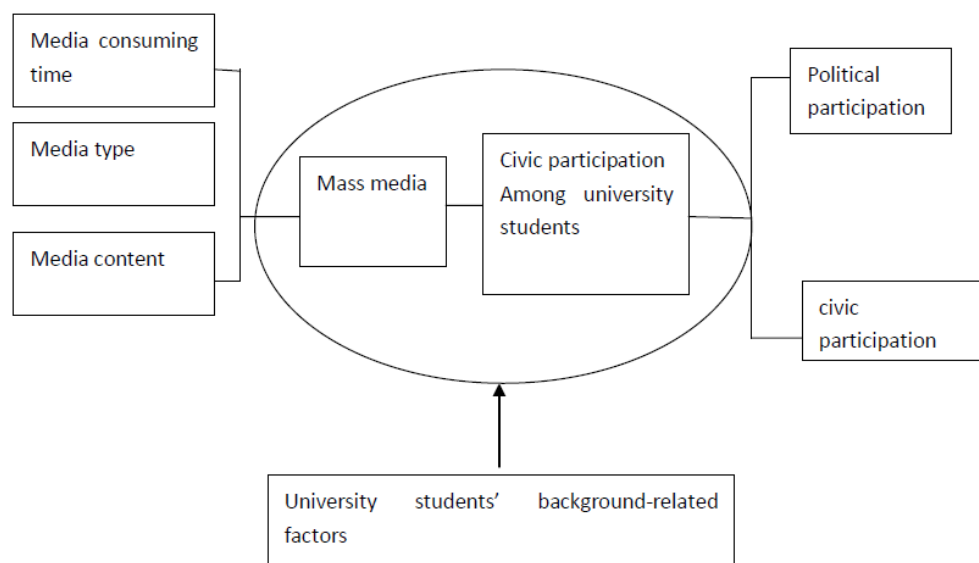 Media consuming
time
Media type
Media content
Mass media
Civic participation
Among university
students
Political
participation
civic
participation
University students’ background-related
factors